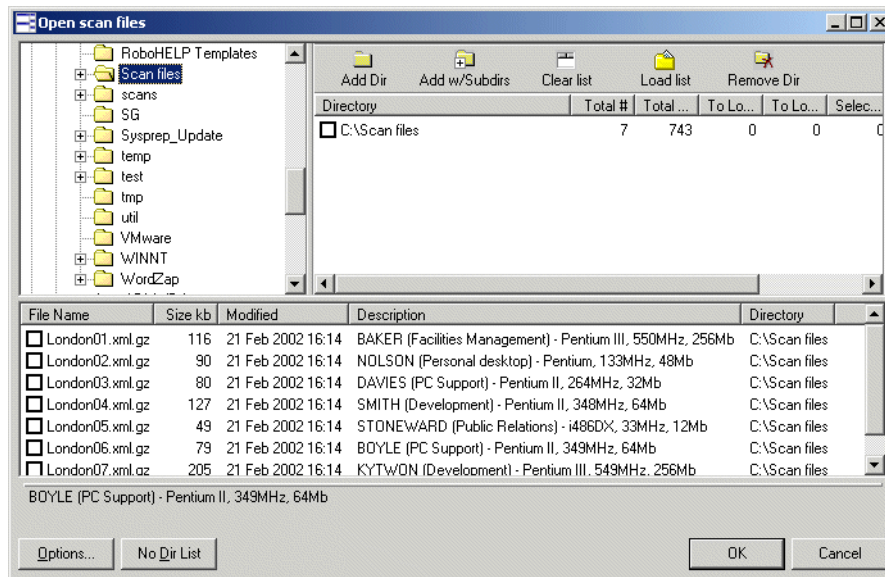 Open scan files
RoboHELP Templates
Scan files
scans
SG
Sysprep_Update
temp
test
tmp
util
VMware
WINNT
WordZap
Add Dir Add w/Subdirs Clear list Load list Remove Dir
Directory Total # Total ... To Lo... To Lo... Selec...
C:\Scan files 7 743 0 0 0
File Name Size kb Modified Description Directory
London01.xml.gz 116 21 Feb 2002 16:14 BAKER (Facilities Management) - Pentium III, 550MHz, 256Mb C:\Scan files
London02.xml.gz 90 21 Feb 2002 16:14 NOLSON (Personal desktop) - Pentium, 133MHz, 48Mb C:\Scan files
London03.xml.gz 80 21 Feb 2002 16:14 DAVIES (PC Support) - Pentium II, 264MHz, 32Mb C:\Scan files
London04.xml.gz 127 21 Feb 2002 16:14 SMITH (Development) - Pentium II, 348MHz, 64Mb C:\Scan files
London05.xml.gz 49 21 Feb 2002 16:14 STONEWARD (Public Relations) - i486DX, 33MHz, 12Mb C:\Scan files
London06.xml.gz 79 21 Feb 2002 16:14 BOYLE (PC Support) - Pentium II, 349MHz, 64Mb C:\Scan files
London07.xml.gz 205 21 Feb 2002 16:14 KYTWON (Development) - Pentium III, 549MHz, 256Mb C:\Scan files
BOYLE (PC Support) - Pentium II, 349MHz, 64Mb
Options... No Dir List OK Cancel